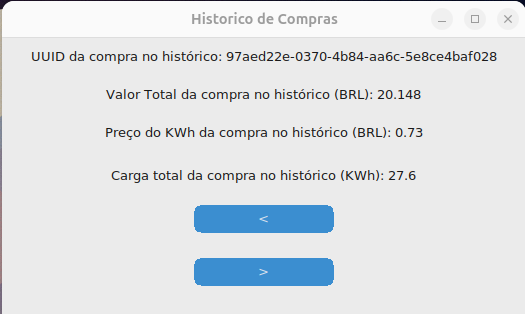 Historico de Compras
UUID da compra no histórico: 97aed22e-0370-4b84-aa6c-5e8ce4baf028
Valor Total da compra no histórico (BRL): 20.148
Preço do KWh da compra no histórico (BRL): 0.73
Carga total da compra no histórico (KWh): 27.6
<
>